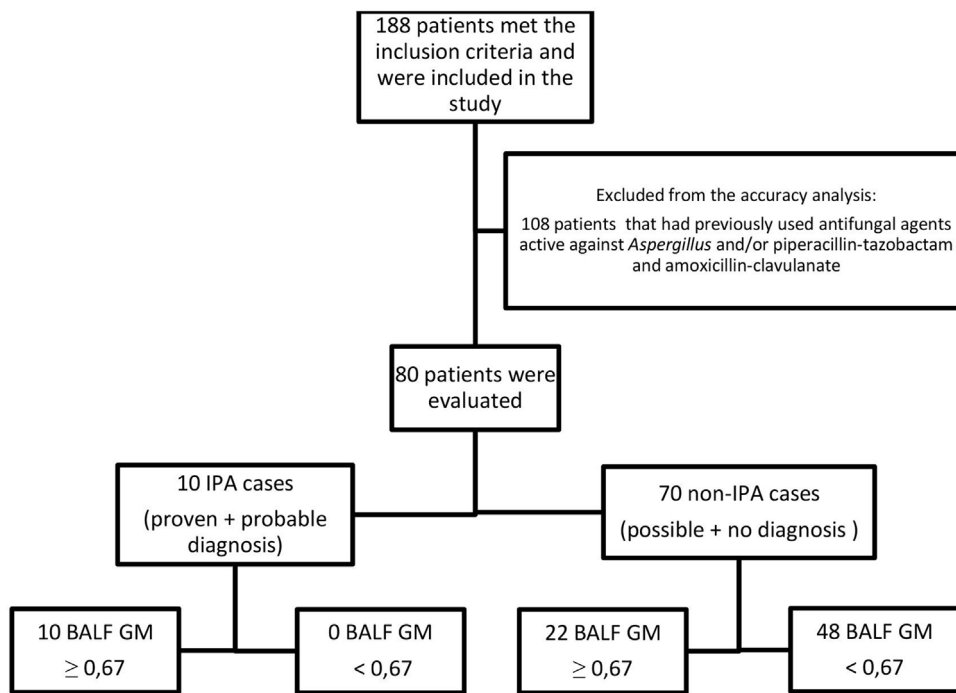 188 patients met the
inclusion criteria and
were included in the
study
Excluded from the accuracy analysis:
108 patients that had previously used antifungal agents
active against Aspergillus and/or piperacillin-tazobactam
and amoxicillin-clavulanate
80 patients were
evaluated
10 IPA cases
(proven + probable
diagnosis)
70 non-IPA cases
(possible + no diagnosis )
10 BALF GM
≥ 0,67
0 BALF GM
< 0,67
22 BALF GM
≥ 0,67
48 BALF GM
< 0,67